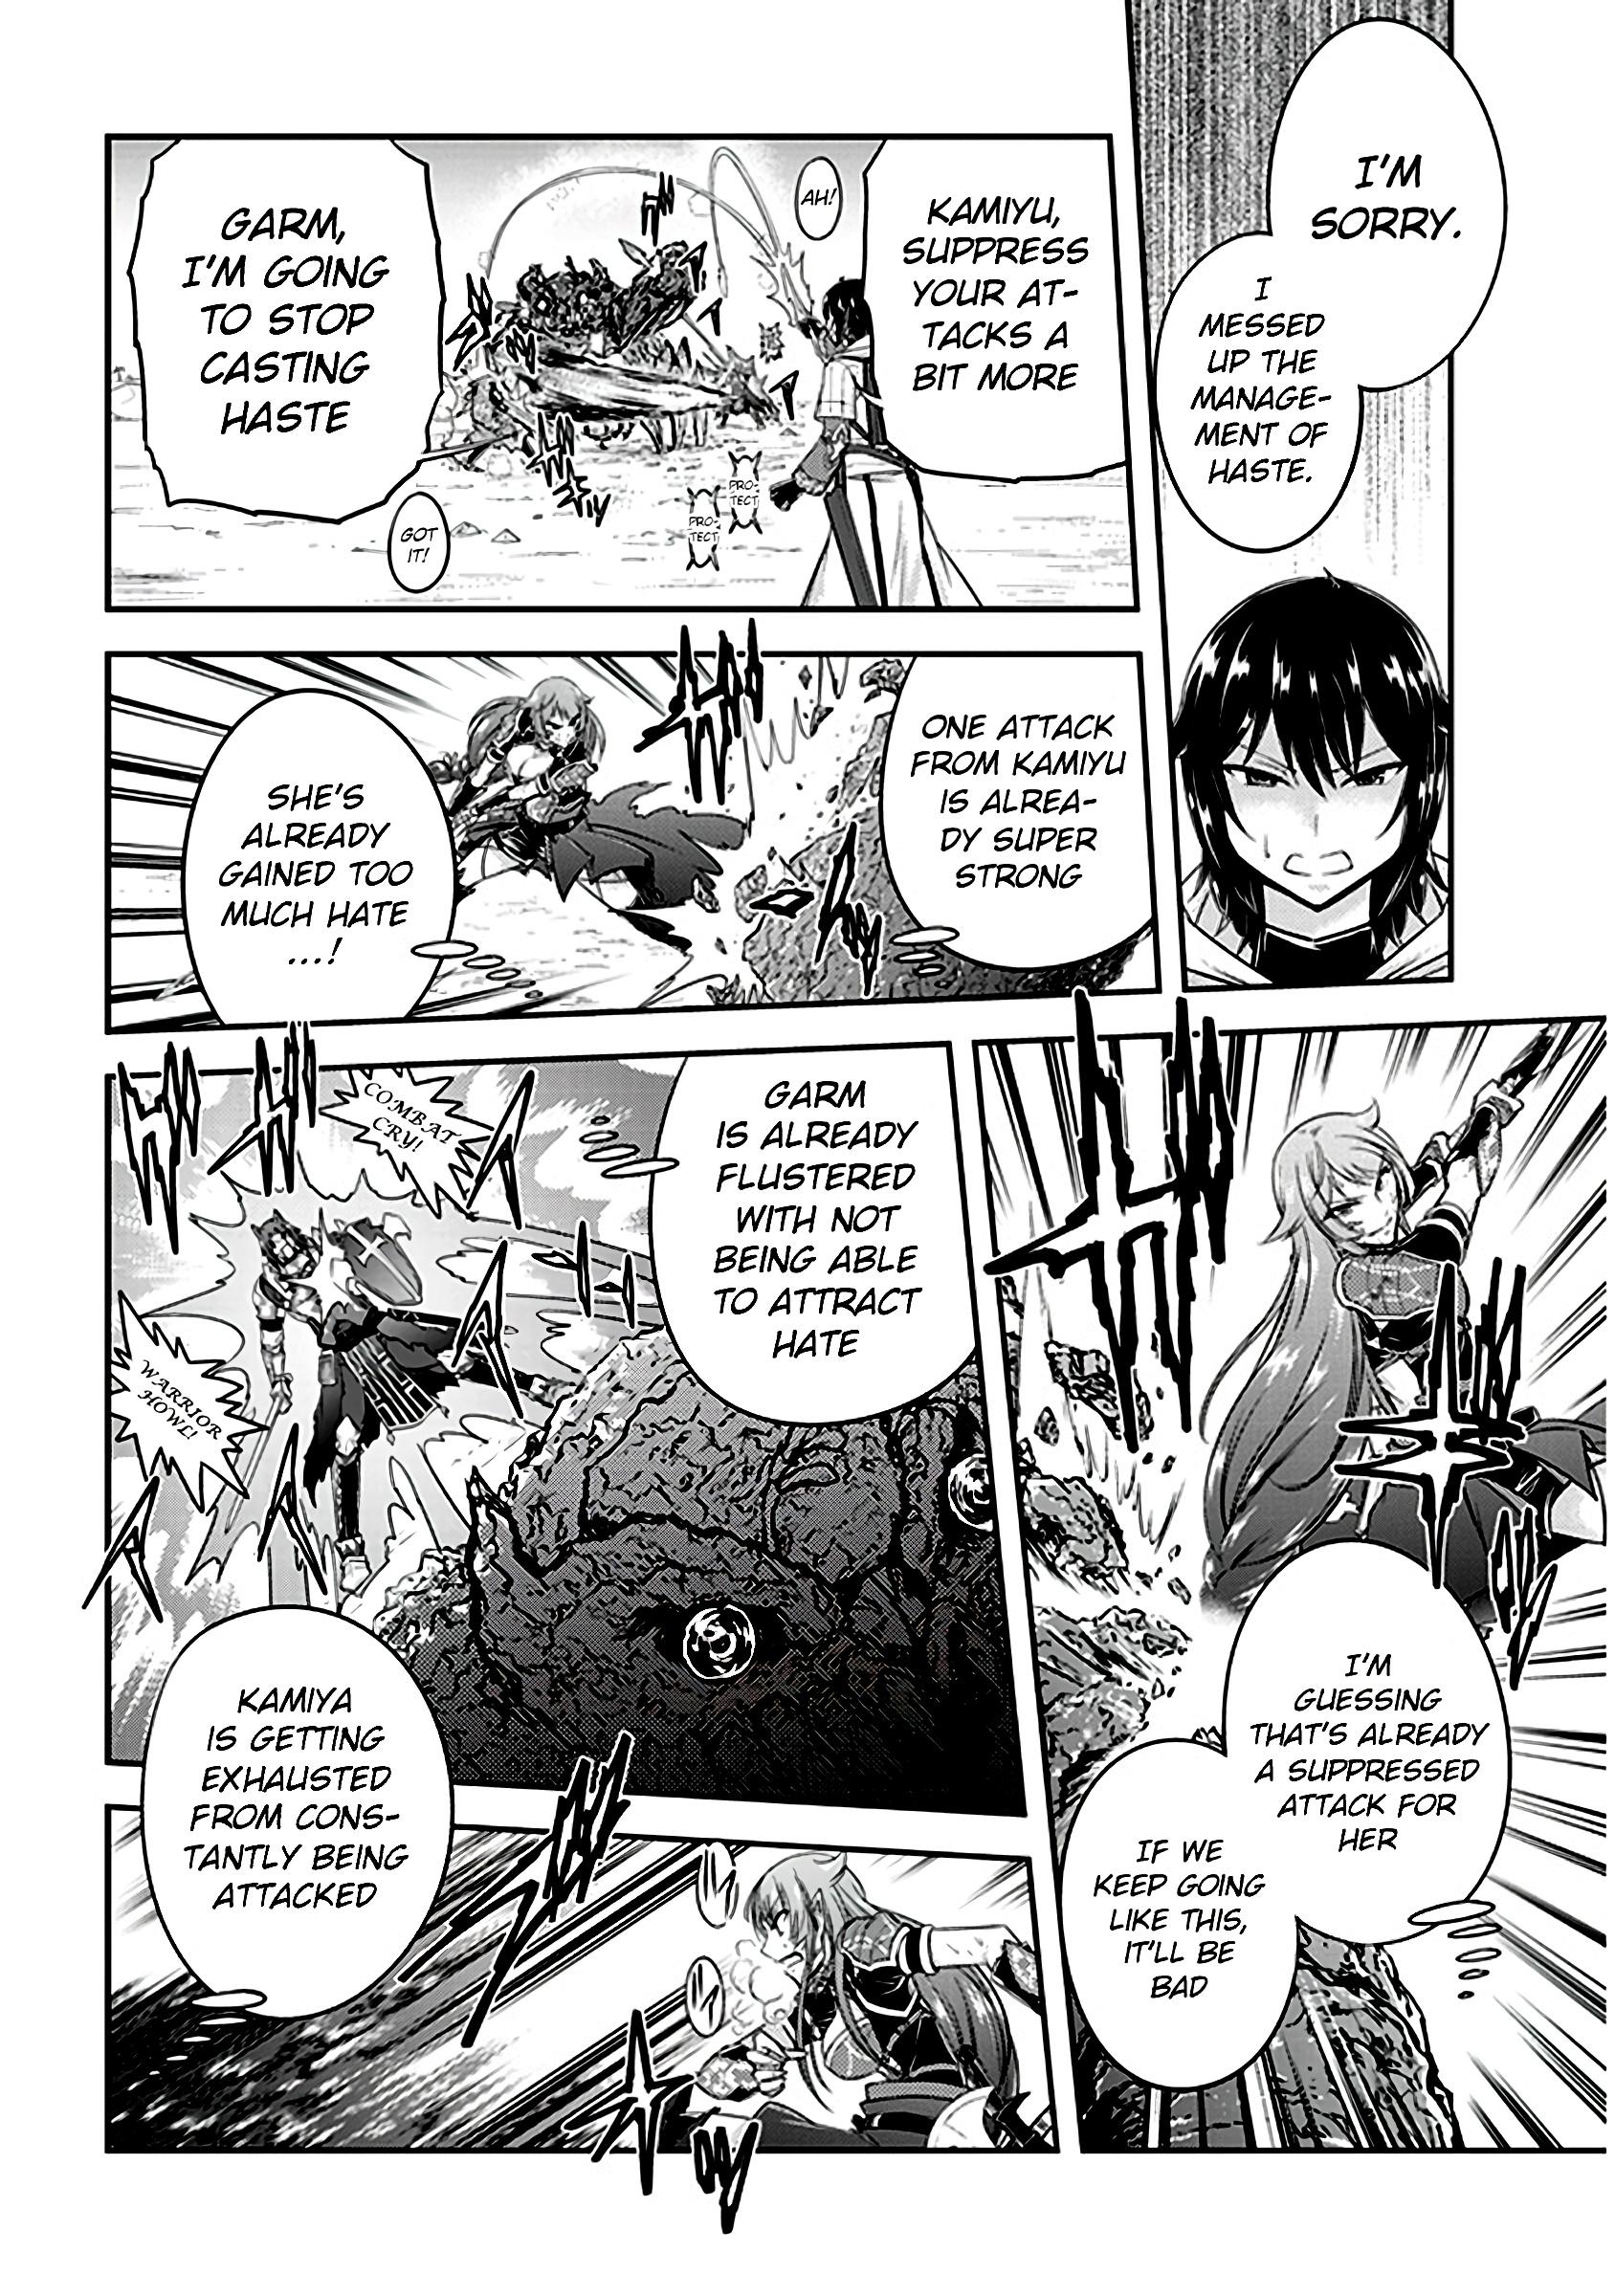 I'M
SORRY.
I
MESSED
UP THE
MANAGE-
MENT OF
HASTE.
KAMIYU,
SUPPRESS
YOUR AT-
TACKS A
BIT MORE
AH!
GARM,
I'M GOING
TO STOP
CASTING
HASTE
GOT
IT!
PRO-
TECT
PRO-
TECT
ONE ATTACK
FROM KAMIYU
IS ALREA-
DY SUPER
STRONG
SHE'S
ALREADY
GAINED TOO
MUCH HATE
...!
I'M
GUESSING
THAT'S ALREADY
A SUPPRESSED
ATTACK FOR
HER
IF WE
KEEP GOING
LIKE THIS,
IT'LL BE
BAD
GARM
IS ALREADY
FLUSTERED
WITH NOT
BEING ABLE
TO ATTRACT
HATE
COMBAT
CRY!
WARRIOR
HOWL!
KAMIYA
IS GETTING
EXHAUSTED
FROM CONS-
TANTLY BEING
ATTACKED